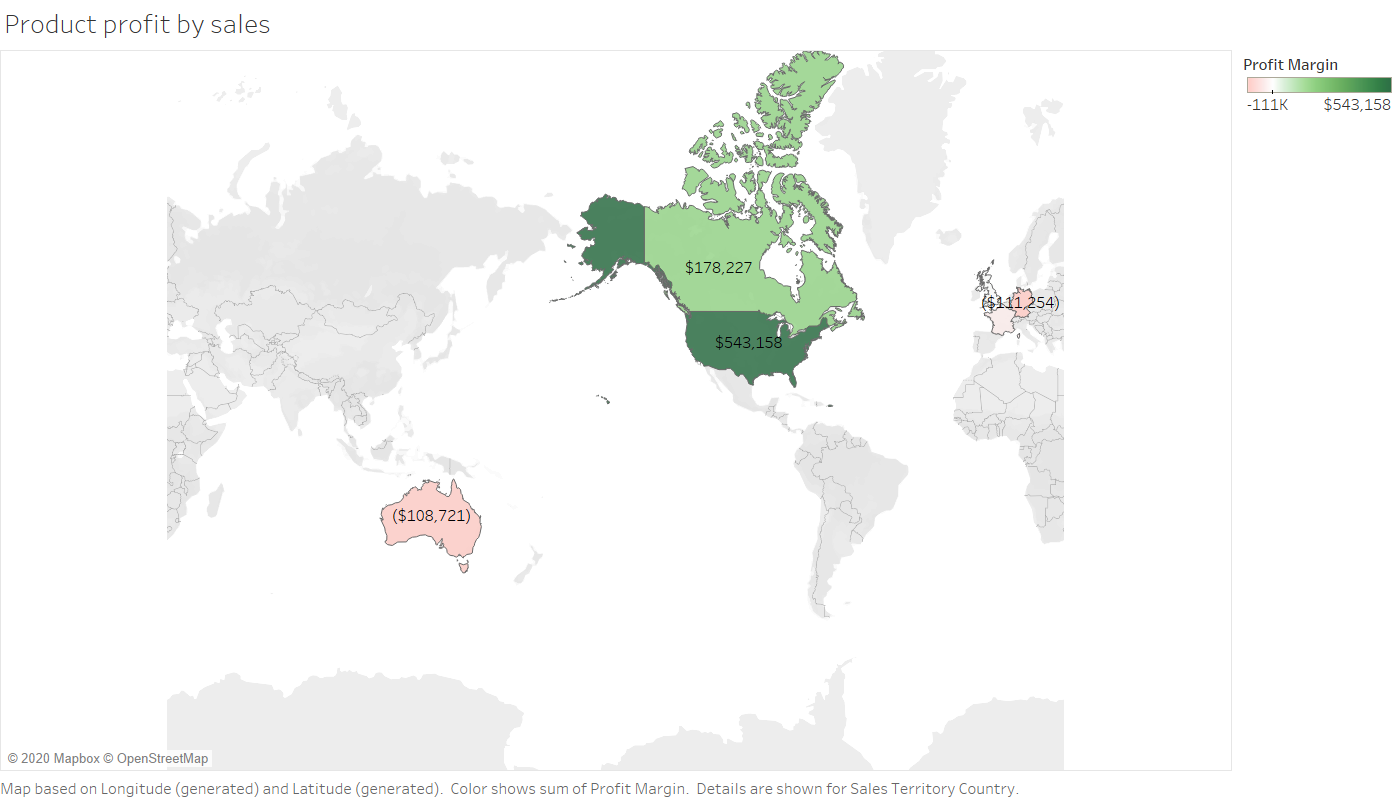 Product profit by sales
Profit Margin
-111K $543,158
$178,227
($111,254)
$543,158
($108,721)
© 2020 Mapbox © OpenStreetMap
Map based on Longitude (generated) and Latitude (generated).  Color shows sum of Profit Margin.  Details are shown for Sales Territory Country.